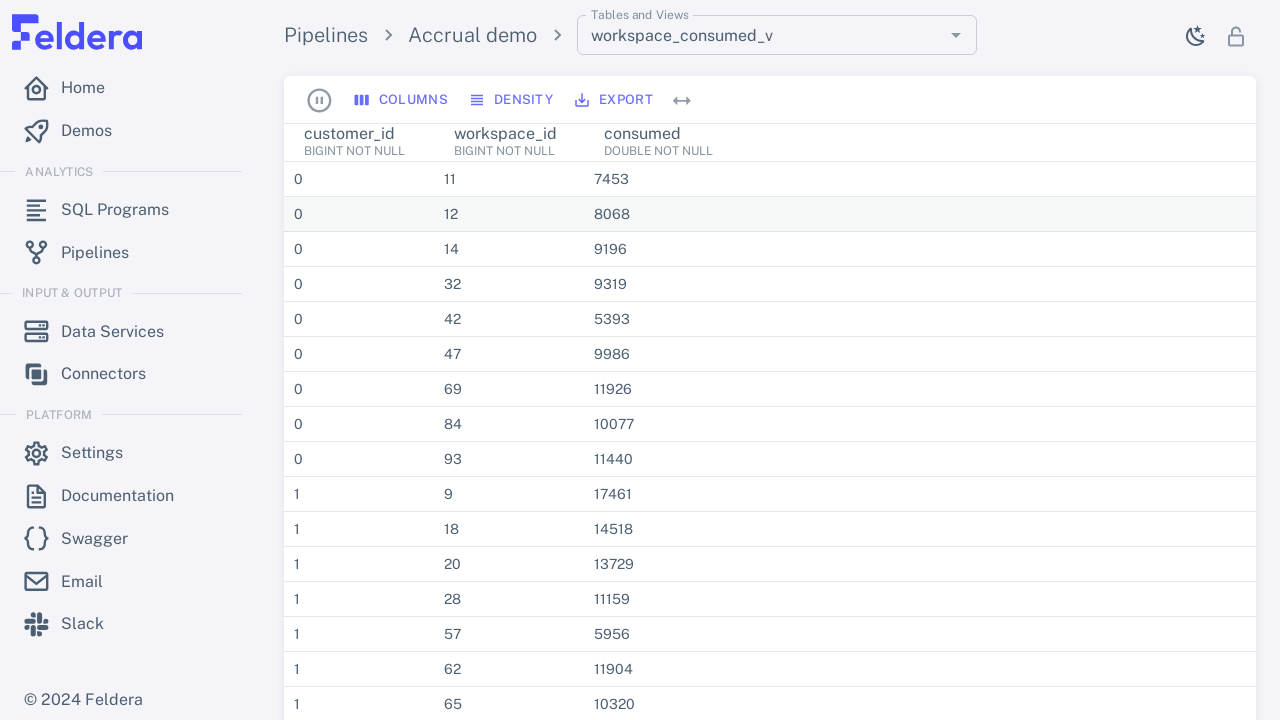 Feldera
Home
Demos
ANALYTICS
SQL Programs
Pipelines
INPUT & OUTPUT
Data Services
Connectors
PLATFORM
Settings
Documentation
Swagger
Email
Slack
© 2024 Feldera
Pipelines > Accrual demo >
Tables and Views
workspace_consumed_v
COLUMNS DENSITY EXPORT
customer_id workspace_id consumed
BIGINT NOT NULL BIGINT NOT NULL DOUBLE NOT NULL
0 11 7453
0 12 8068
0 14 9196
0 32 9319
0 42 5393
0 47 9986
0 69 11926
0 84 10077
0 93 11440
1 9 17461
1 18 14518
1 20 13729
1 28 11159
1 57 5956
1 62 11904
1 65 10320